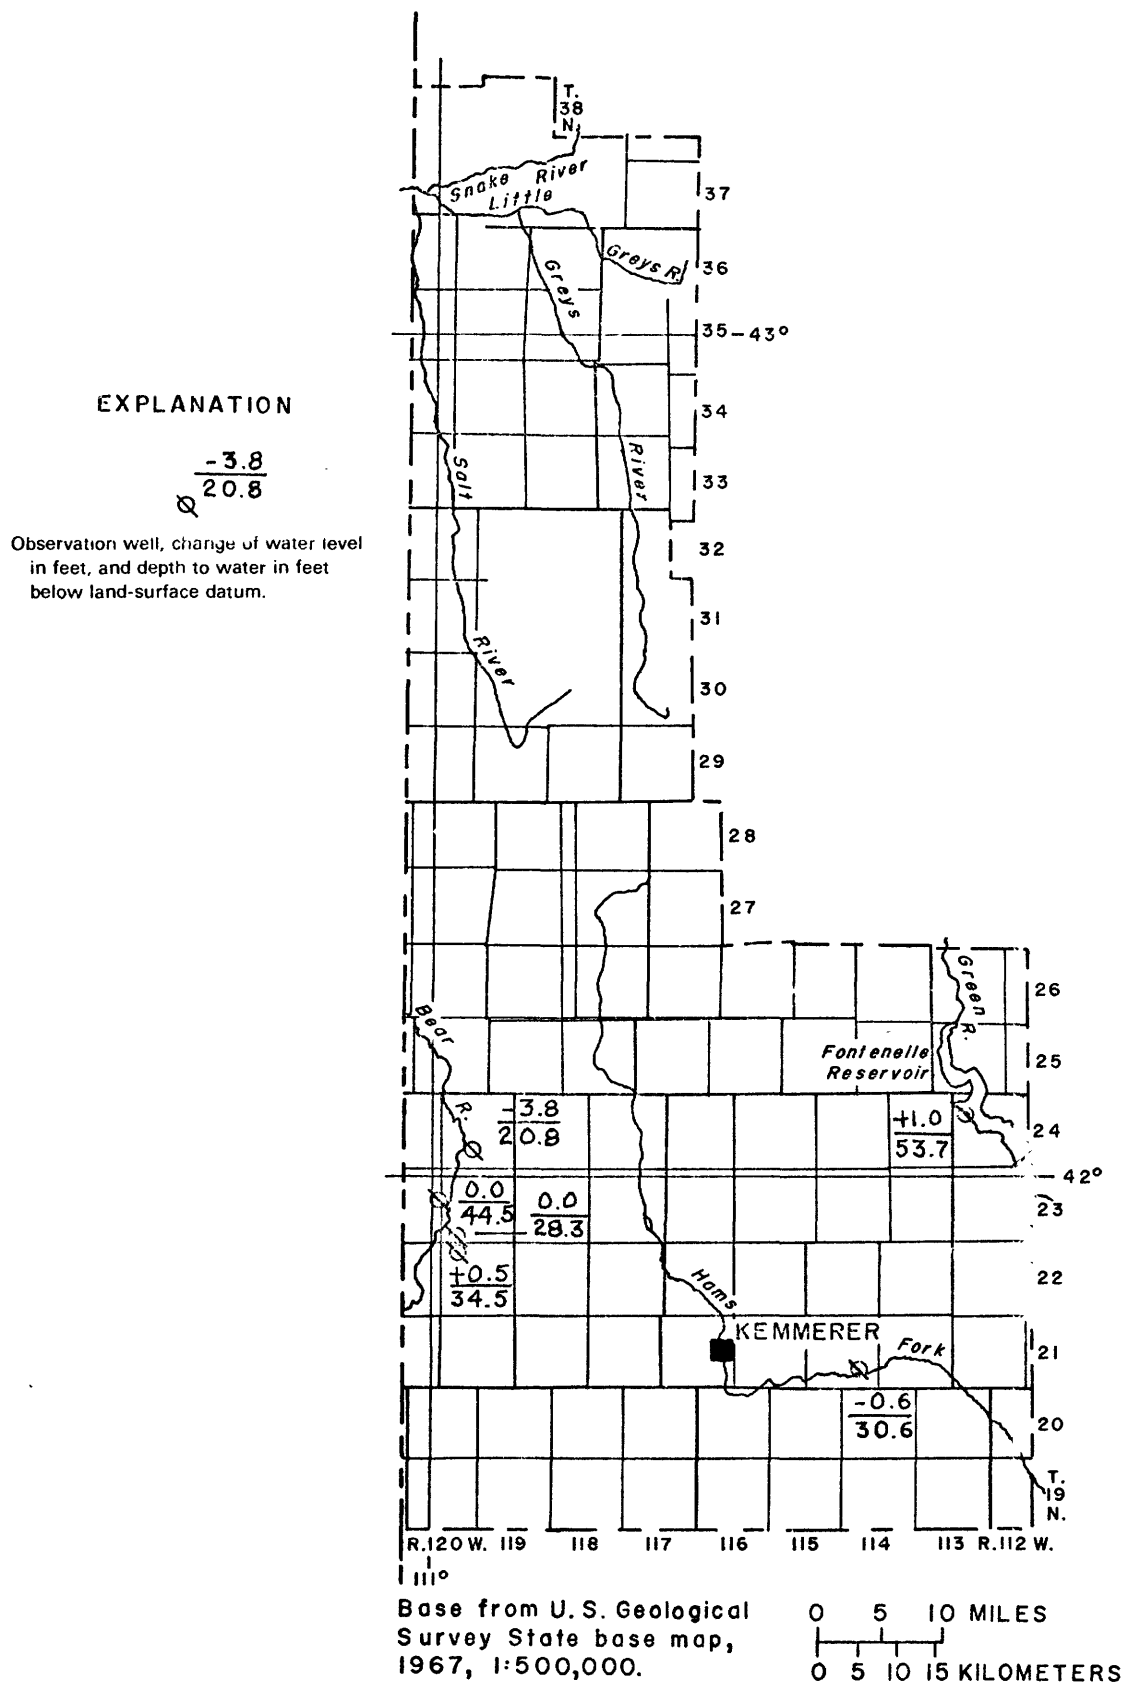 T.
38
N.
Snake River
Little
37
Greys R.
36
Greys
35 – 43°
EXPLANATION
34
-3.8
20.8
Salt
River
33
Observation well, change of water level
in feet, and depth to water in feet
below land-surface datum.
32
31
River
30
29
28
27
Green R.
26
Bear
R.
Fontenelle
Reservoir
25
-3.8
20.8
+1.0
53.7
24
42°
0.0
44.5
0.0
28.3
23
+0.5
34.5
22
Hams
KEMMERER
Fork
21
-0.6
30.6
20
T.
19
N.
R.120 W. 119 118 117 116 115 114 113 R.112 W.
111°
Base from U.S. Geological
Survey State base map,
1967, 1:500,000.
0 5 10 MILES
0 5 10 15 KILOMETERS